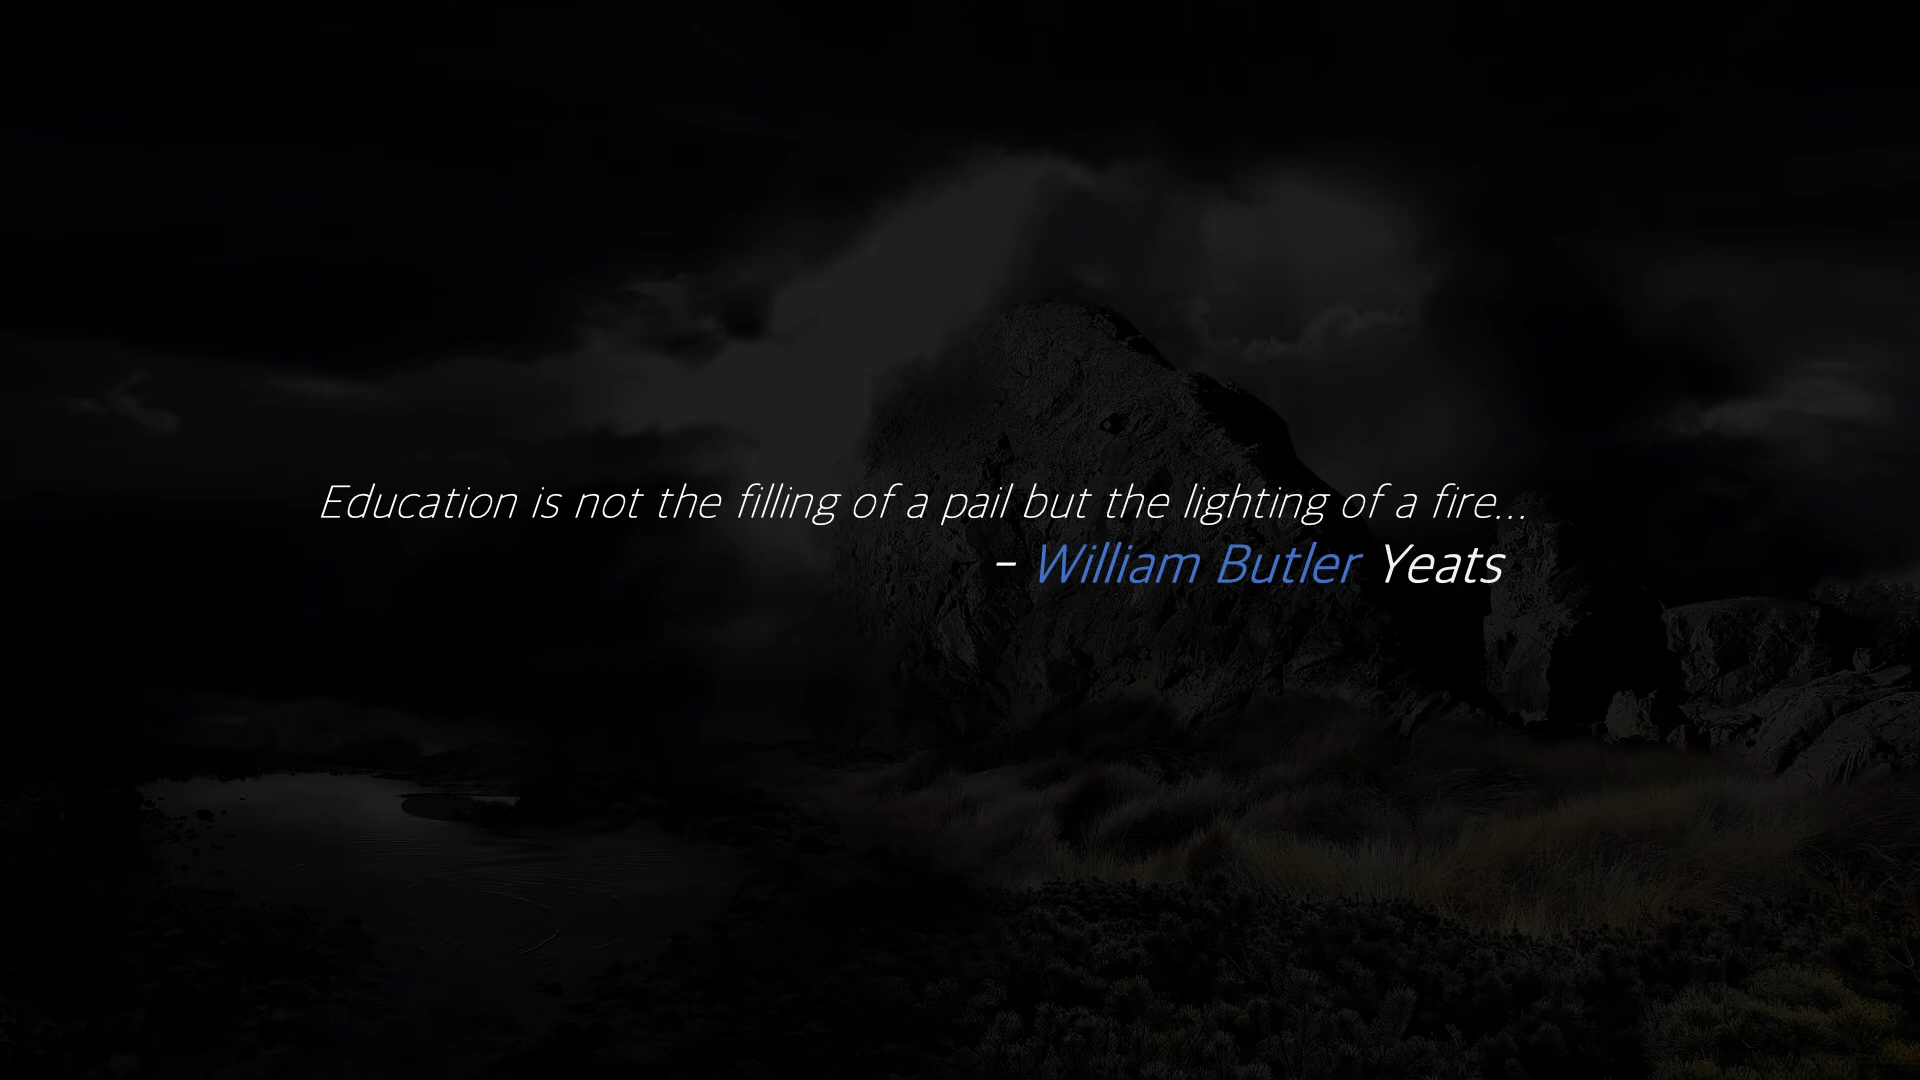 Education is not the filling of a pail but the lighting of a fire...
- William Butler Yeats